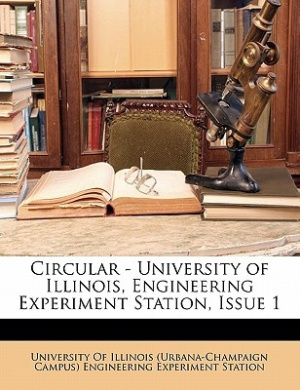 Circular - University of
Illinois, Engineering
Experiment Station, Issue 1
University Of Illinois (Urbana-Champaign
Campus) Engineering Experiment Station